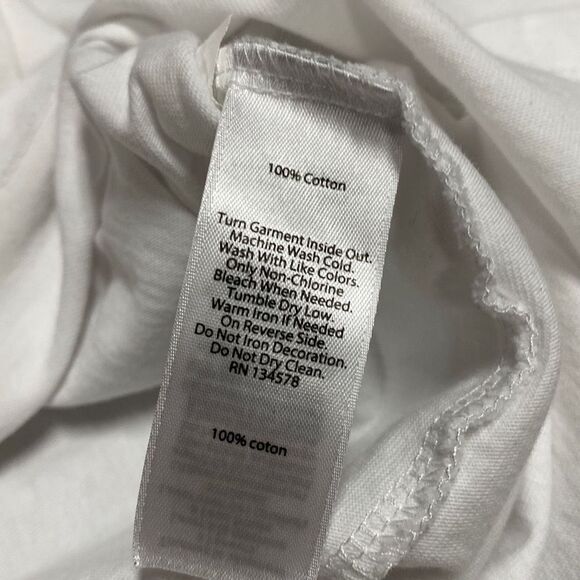 100% Cotton
Turn Garment Inside Out.
Machine Wash Cold.
Wash With Like Colors.
Only Non-Chlorine
Bleach When Needed.
Tumble Dry Low.
Warm Iron If Needed
On Reverse Side.
Do Not Iron Decoration.
Do Not Dry Clean.
RN 134578
100% coton